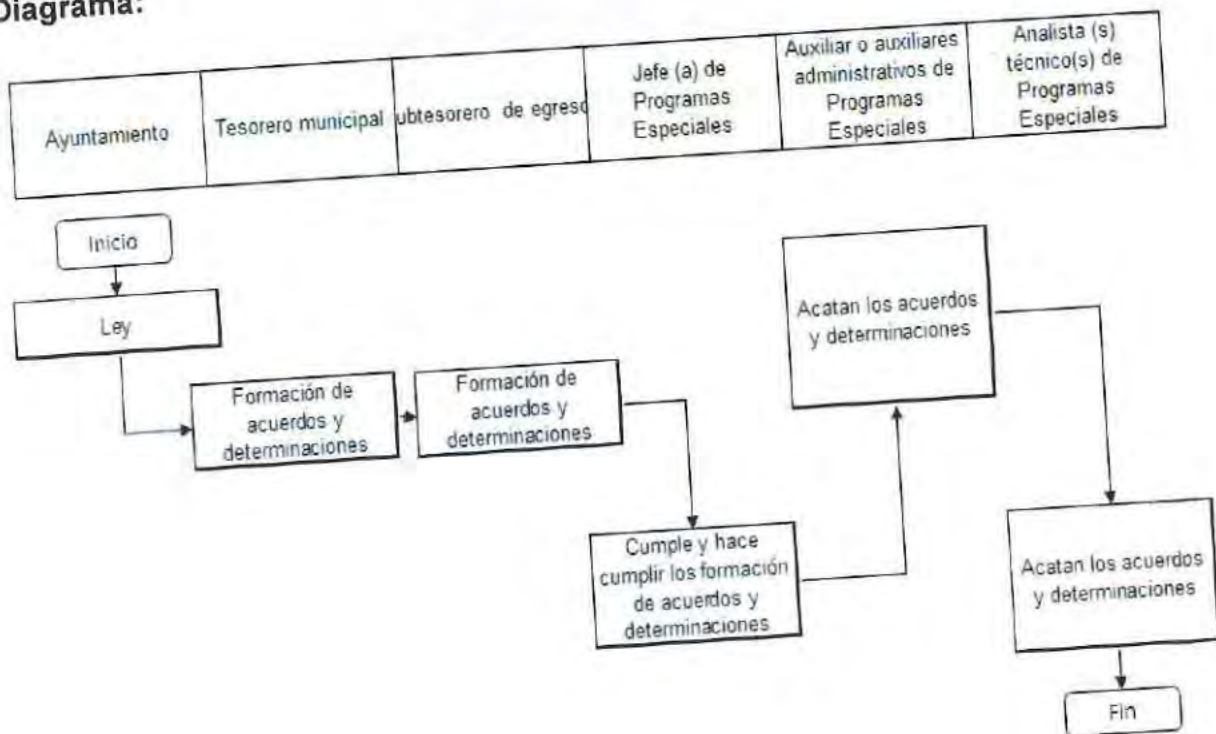 Diagrama:
Ayuntamiento
Tesorero municipal
ubtesorero de egreso
Jefe (a) de
Programas
Especiales
Auxiliar o auxiliares
administrativos de
Programas
Especiales
Analista (s)
técnico(s) de
Programas
Especiales
Inicio
Ley
Formación de
acuerdos y
determinaciones
Formación de
acuerdos y
determinaciones
Cumple y hace
cumplir los formación
de acuerdos y
determinaciones
Acatan los acuerdos
y determinaciones
Acatan los acuerdos
y determinaciones
Fin